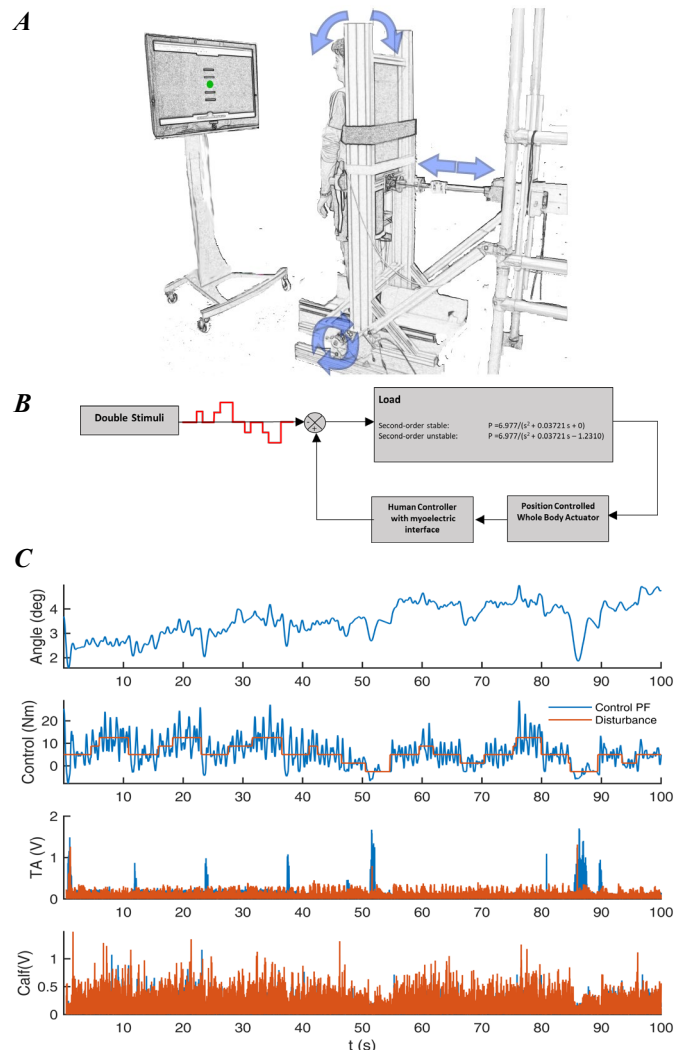 A
B
Double Stimuli
Load
Second-order stable: P =6.977/(s² + 0.03721 s + 0)
Second-order unstable: P =6.977/(s² + 0.03721 s – 1.2310)
Human Controller
with myoelectric
interface
Position Controlled
Whole Body Actuator
C
Angle (deg)
4
3
2
10 20 30 40 50 60 70 80 90 100
Control (Nm)
20
10
0
Control PF
Disturbance
10 20 30 40 50 60 70 80 90 100
TA (V)
2
1
0
10 20 30 40 50 60 70 80 90 100
Calf(V)
1
0.5
0
10 20 30 40 50 60 70 80 90 100
t (s)